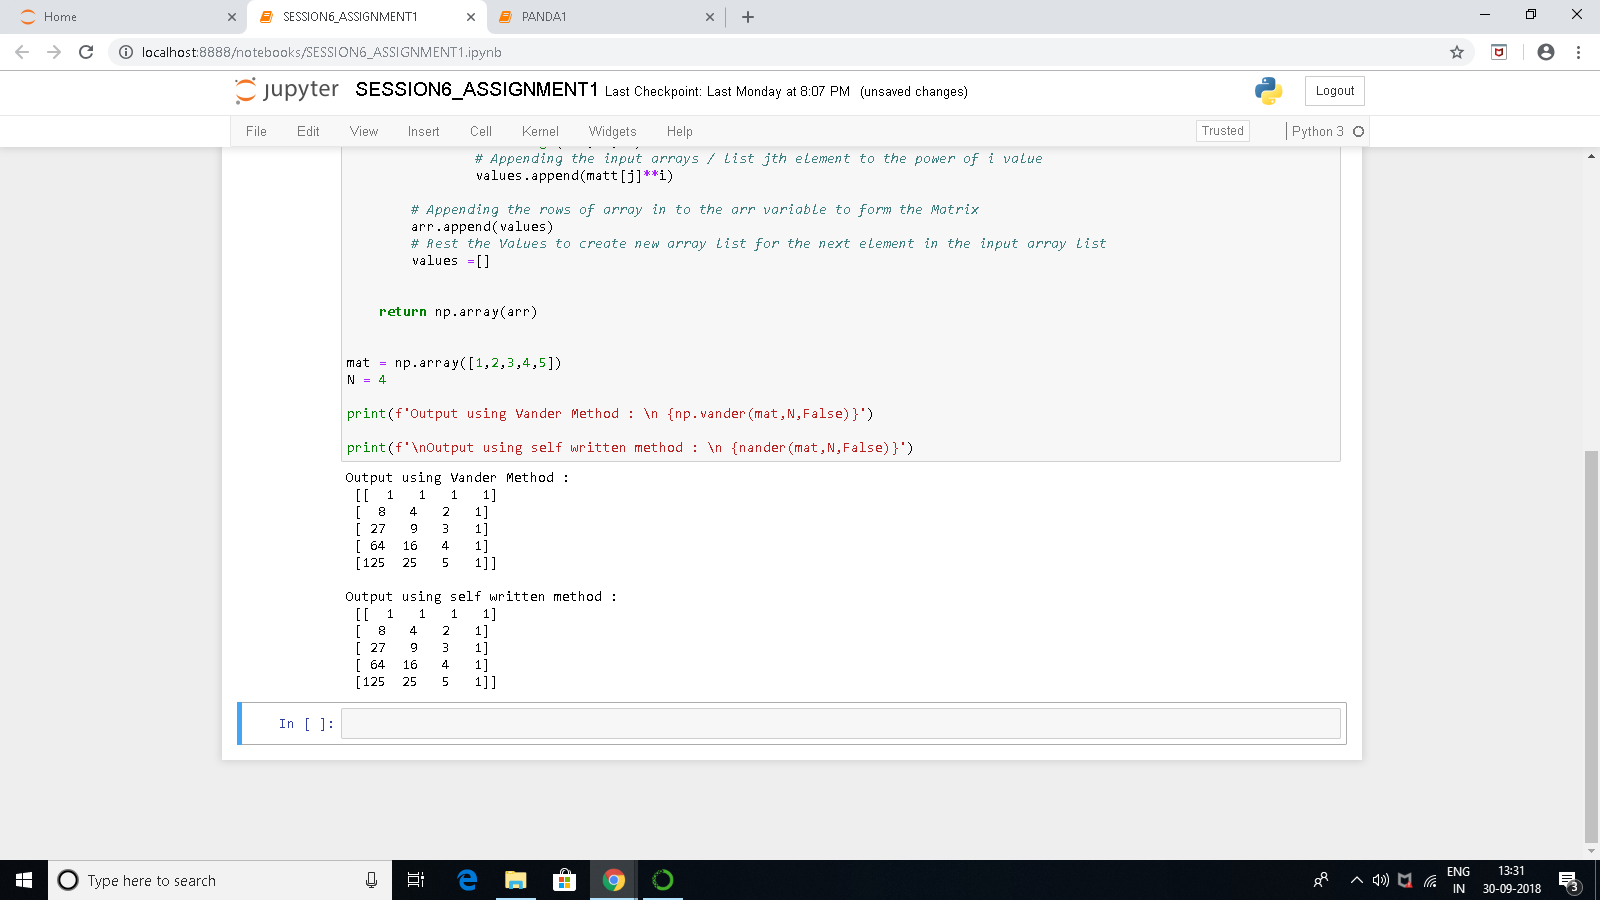 Home
SESSION6_ASSIGNMENT1
PANDA1
localhost:8888/notebooks/SESSION6_ASSIGNMENT1.ipynb
jupyter SESSION6_ASSIGNMENT1 Last Checkpoint: Last Monday at 8:07 PM (unsaved changes)
Logout
File Edit View Insert Cell Kernel Widgets Help
Trusted
Python 3
# Appending the input arrays / list jth element to the power of i value
values.append(matt[j]**i)
# Appending the rows of array in to the arr variable to form the Matrix
arr.append(values)
# Rest the Values to create new array list for the next element in the input array list
values =[]
return np.array(arr)
mat = np.array([1,2,3,4,5])
N = 4
print(f'Output using Vander Method : \n {np.vander(mat,N,False)}')
print(f'\nOutput using self written method : \n {nander(mat,N,False)}')
Output using Vander Method :
[[  1   1   1   1]
[  8   4   2   1]
[ 27   9   3   1]
[ 64  16   4   1]
[125  25   5   1]]
Output using self written method :
[[  1   1   1   1]
[  8   4   2   1]
[ 27   9   3   1]
[ 64  16   4   1]
[125  25   5   1]]
In [ ]:
Type here to search
ENG
IN
13:31
30-09-2018
3